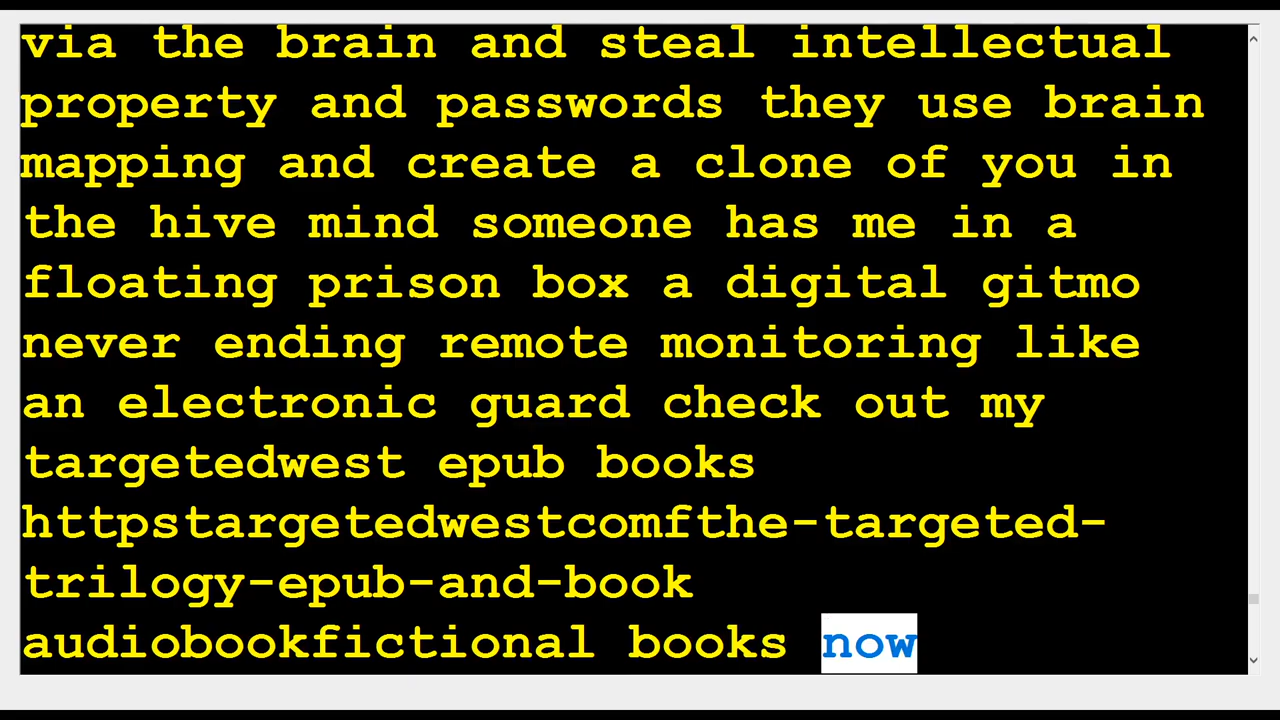 via the brain and steal intellectual
property and passwords they use brain
mapping and create a clone of you in
the hive mind someone has me in a
floating prison box a digital gitmo
never ending remote monitoring like
an electronic guard check out my
targetedwest epub books
httpstargetedwestcomfthe-targeted-
trilogy-epub-and-book
audiobookfictional books now